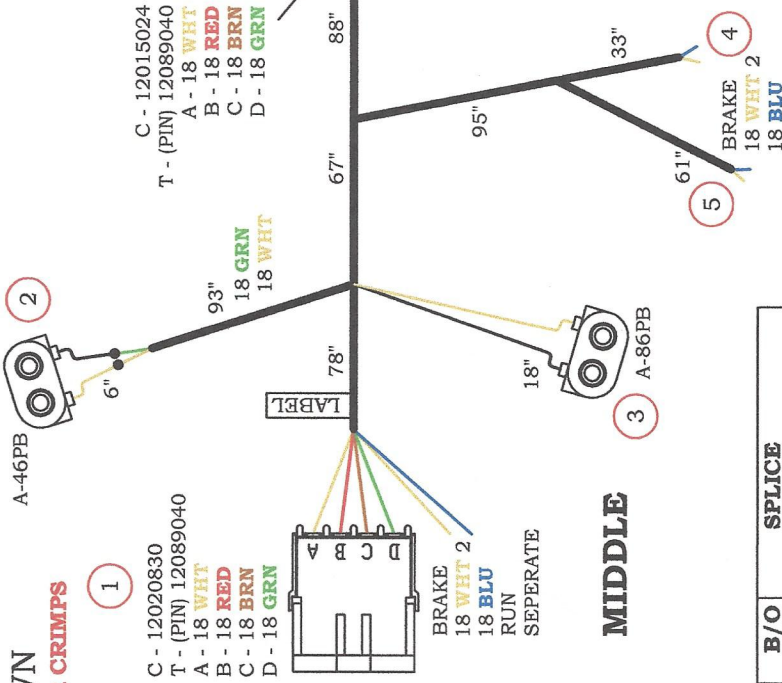 C - 12015024
T - (PIN) 12089040
A - 18 WHT
B - 18 RED
C - 18 BRN
D - 18 GRN
88"
67"
95"
33"
61"
4
BRAKE
18 WHT 2
18 BLU
5
2
A-46PB
6"
93"
18 GRN
18 WHT
78"
LABEL
18"
A-86PB
3
CRIMPS
1
C - 12020830
T - (PIN) 12089040
A - 18 WHT
B - 18 RED
C - 18 BRN
D - 18 GRN
A
B
C
D
BRAKE
18 WHT 2
18 BLU
RUN
SEPERATE
MIDDLE
B/O
SPLICE